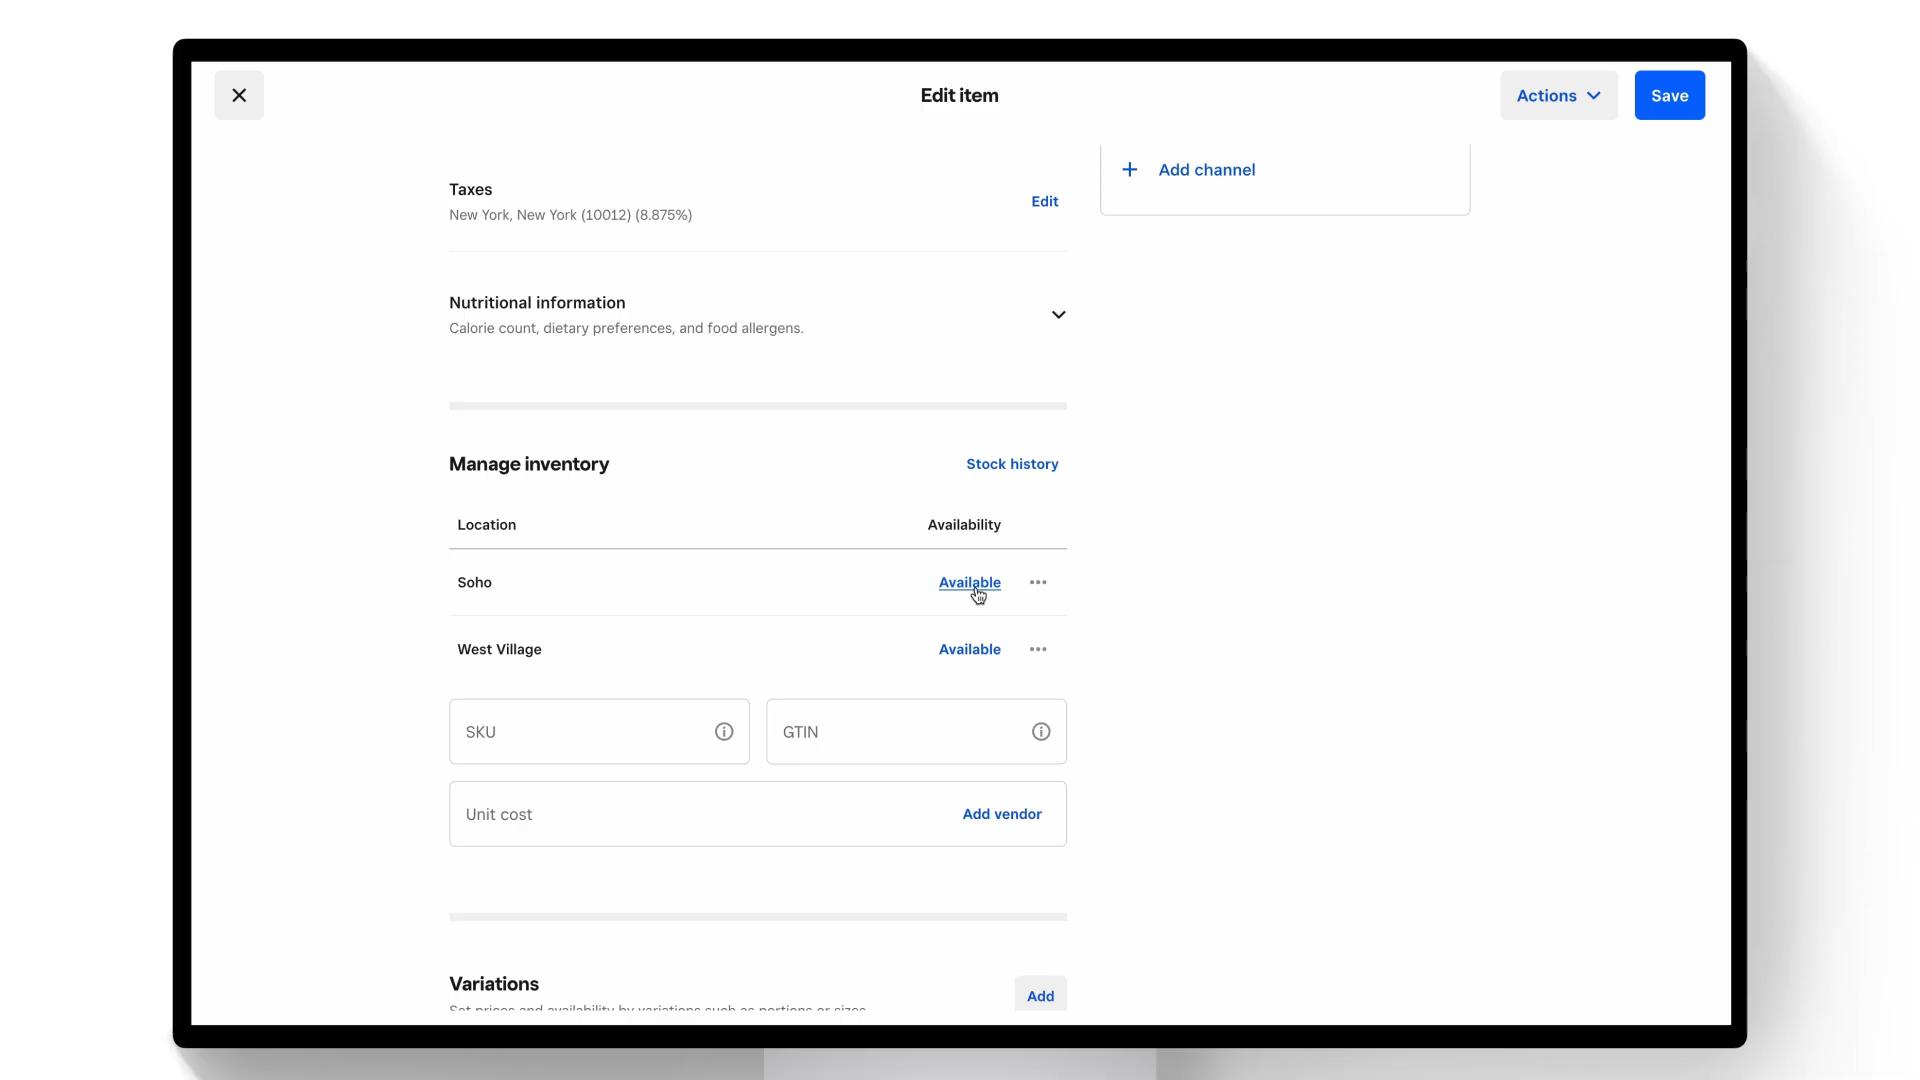 Edit item
Actions
Save
Add channel
Taxes
New York, New York (10012) (8.875%)
Edit
Nutritional information
Calorie count, dietary preferences, and food allergens.
Manage inventory
Stock history
Location
Availability
Soho
Available
West Village
Available
SKU
GTIN
Unit cost
Add vendor
Variations
Add
Set prices and availability by variations such as portions or sizes